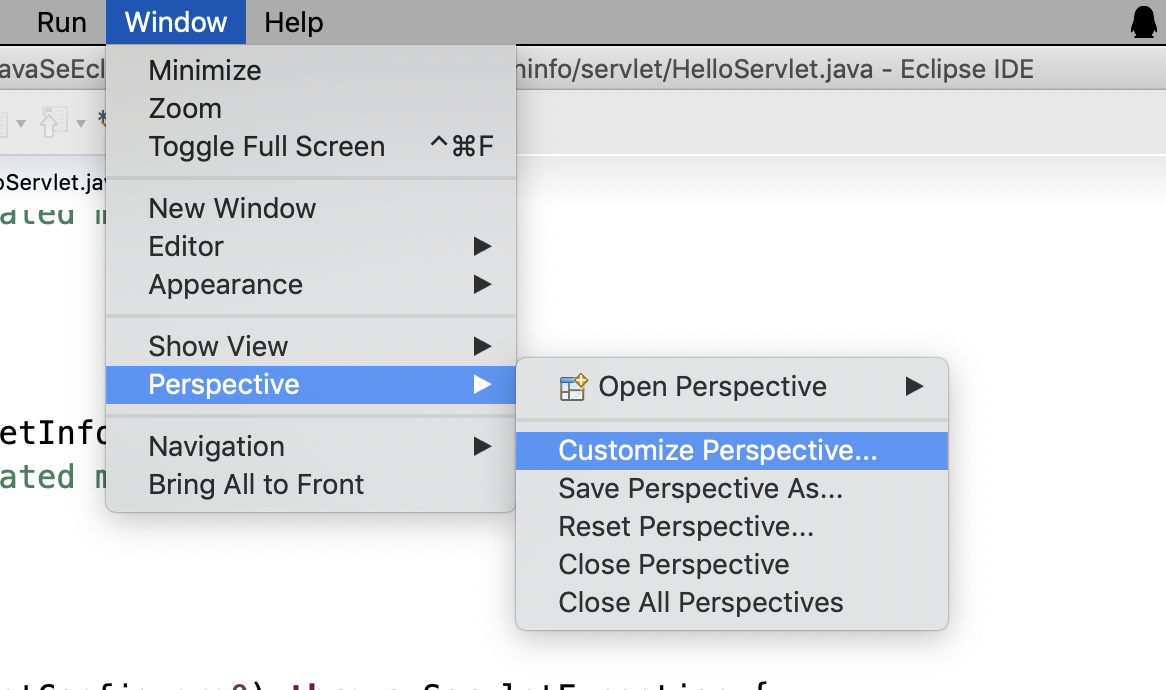 Run Window Help
avaSeEcl
ninfo/servlet/HelloServlet.java - Eclipse IDE
Minimize
Zoom
Toggle Full Screen ^⌘F
oServlet.jav
ated m
New Window
Editor ▶
Appearance ▶
Show View ▶
Perspective ▶
Open Perspective ▶
etInfo
Navigation ▶
Customize Perspective...
ated m
Bring All to Front
Save Perspective As...
Reset Perspective...
Close Perspective
Close All Perspectives